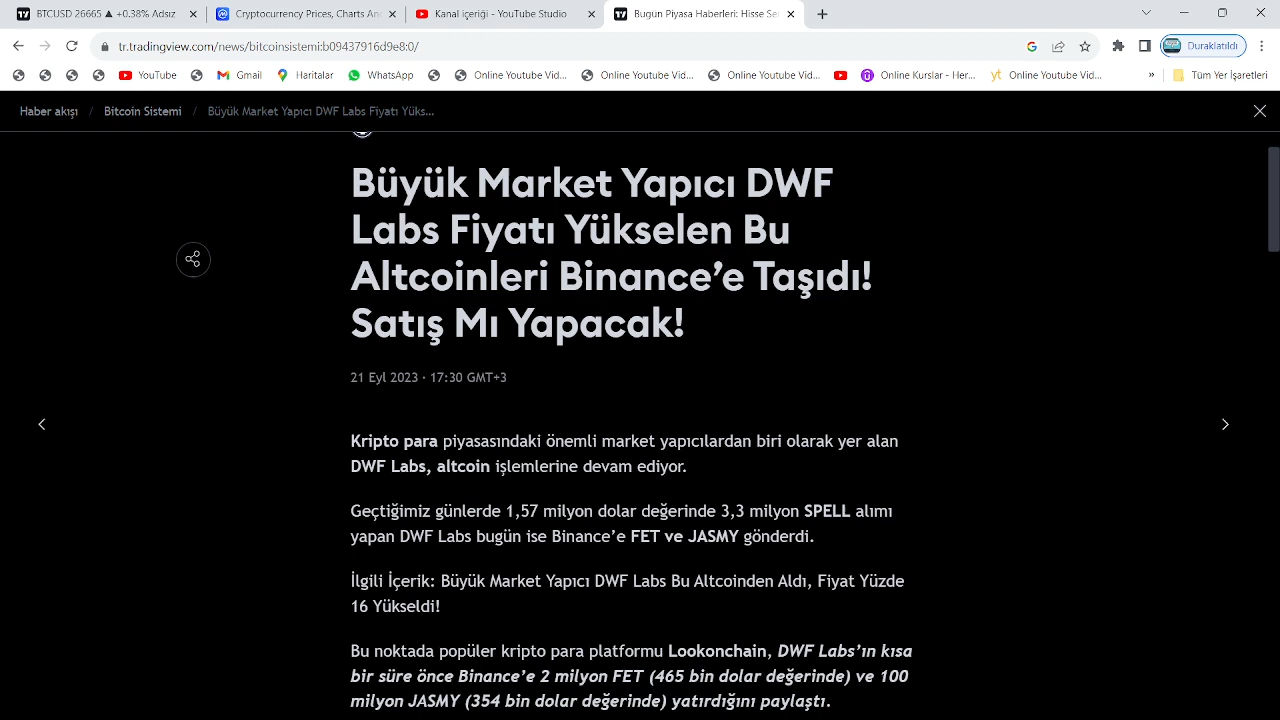 BTCUSD 26665 ▲ +0.38% Adsız
Cryptocurrency Prices, Charts An
Kanal içeriği - YouTube Studio
Bugün Piyasa Haberleri: Hisse Ser
tr.tradingview.com/news/bitcoinsistemi:b09437916d9e8:0/
Duraklatıldı
YouTube
Gmail
Haritalar
WhatsApp
Online Youtube Vid...
Online Youtube Vid...
Online Youtube Vid...
Online Kurslar - Her...
Online Youtube Vid...
»
Tüm Yer İşaretleri
Haber akışı / Bitcoin Sistemi / Büyük Market Yapıcı DWF Labs Fiyatı Yüks...
Büyük Market Yapıcı DWF
Labs Fiyatı Yükselen Bu
Altcoinleri Binance’e Taşıdı!
Satış Mı Yapacak!
21 Eyl 2023 · 17:30 GMT+3
Kripto para piyasasındaki önemli market yapıcılardan biri olarak yer alan
DWF Labs, altcoin işlemlerine devam ediyor.
Geçtiğimiz günlerde 1,57 milyon dolar değerinde 3,3 milyon SPELL alımı
yapan DWF Labs bugün ise Binance’e FET ve JASMY gönderdi.
İlgili İçerik: Büyük Market Yapıcı DWF Labs Bu Altcoinden Aldı, Fiyat Yüzde
16 Yükseldi!
Bu noktada popüler kripto para platformu Lookonchain, DWF Labs’ın kısa
bir süre önce Binance’e 2 milyon FET (465 bin dolar değerinde) ve 100
milyon JASMY (354 bin dolar değerinde) yatırdığını paylaştı.